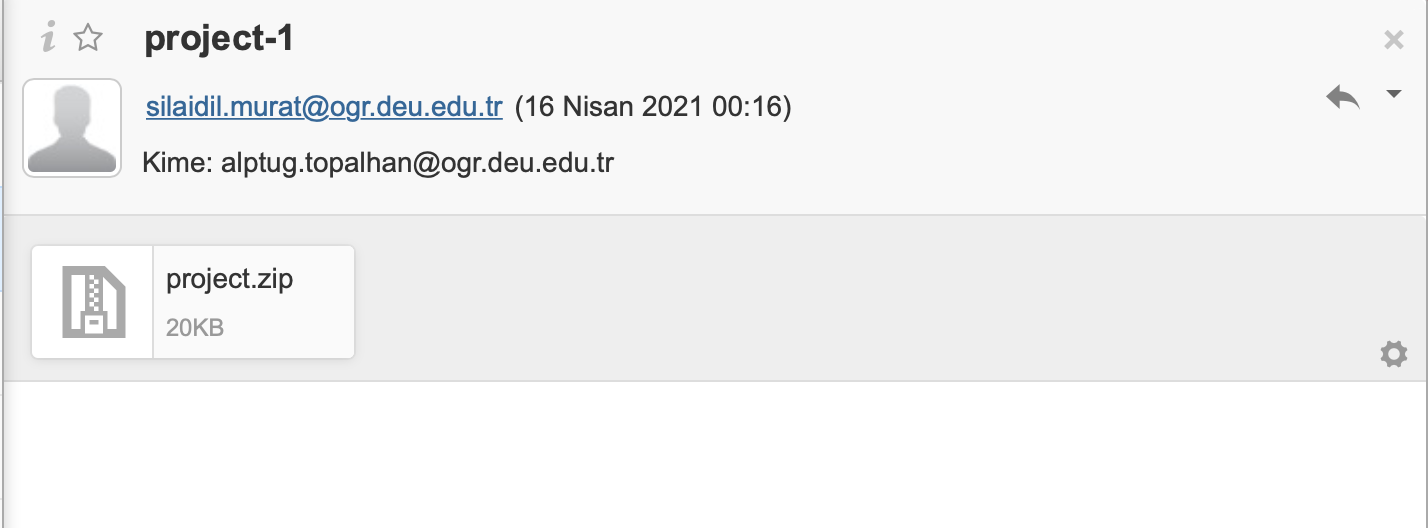 project-1
silaidil.murat@ogr.deu.edu.tr (16 Nisan 2021 00:16)
Kime: alptug.topalhan@ogr.deu.edu.tr
project.zip
20KB